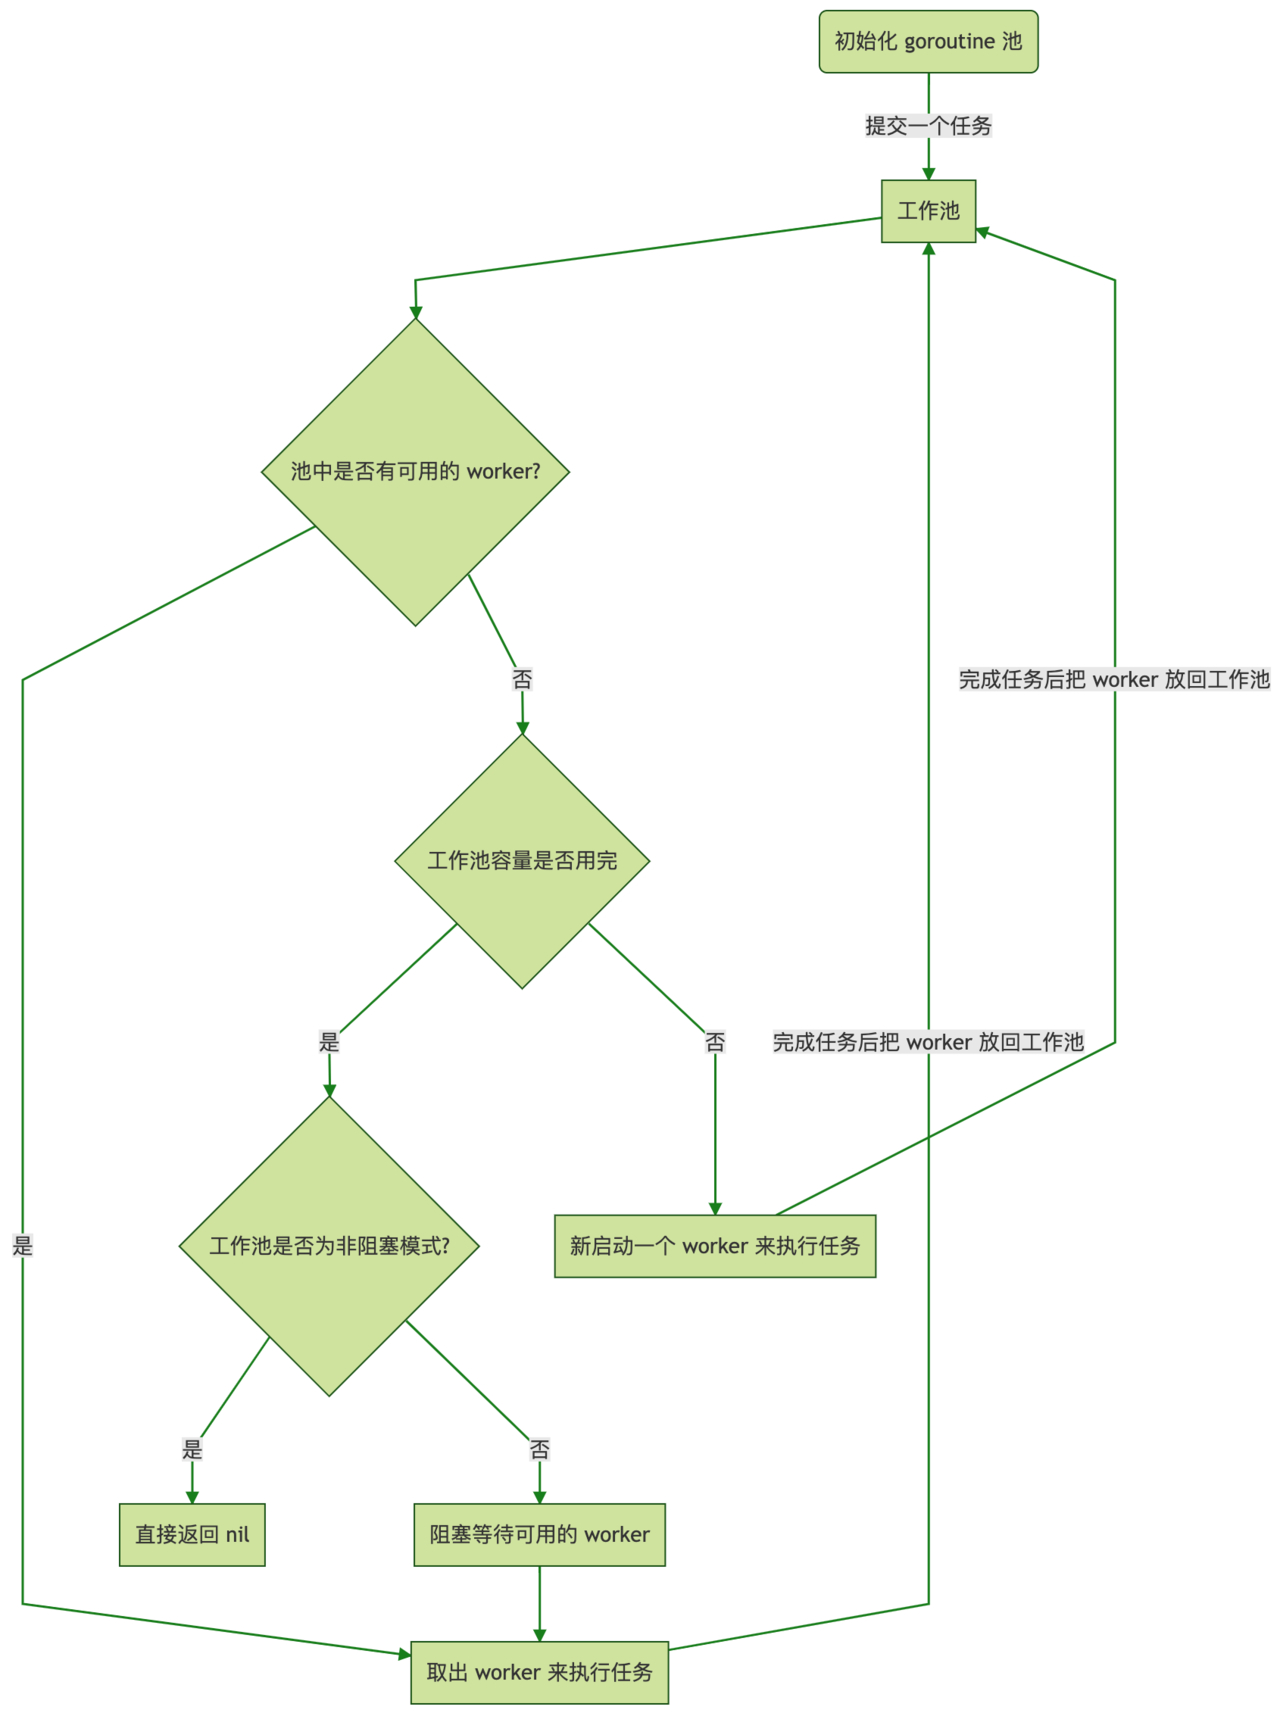 初始化 goroutine 池
提交一个任务
工作池
池中是否有可用的 worker?
否
完成任务后把 worker 放回工作池
工作池容量是否用完
是
否
完成任务后把 worker 放回工作池
是
工作池是否为非阻塞模式?
新启动一个 worker 来执行任务
是
否
直接返回 nil
阻塞等待可用的 worker
取出 worker 来执行任务